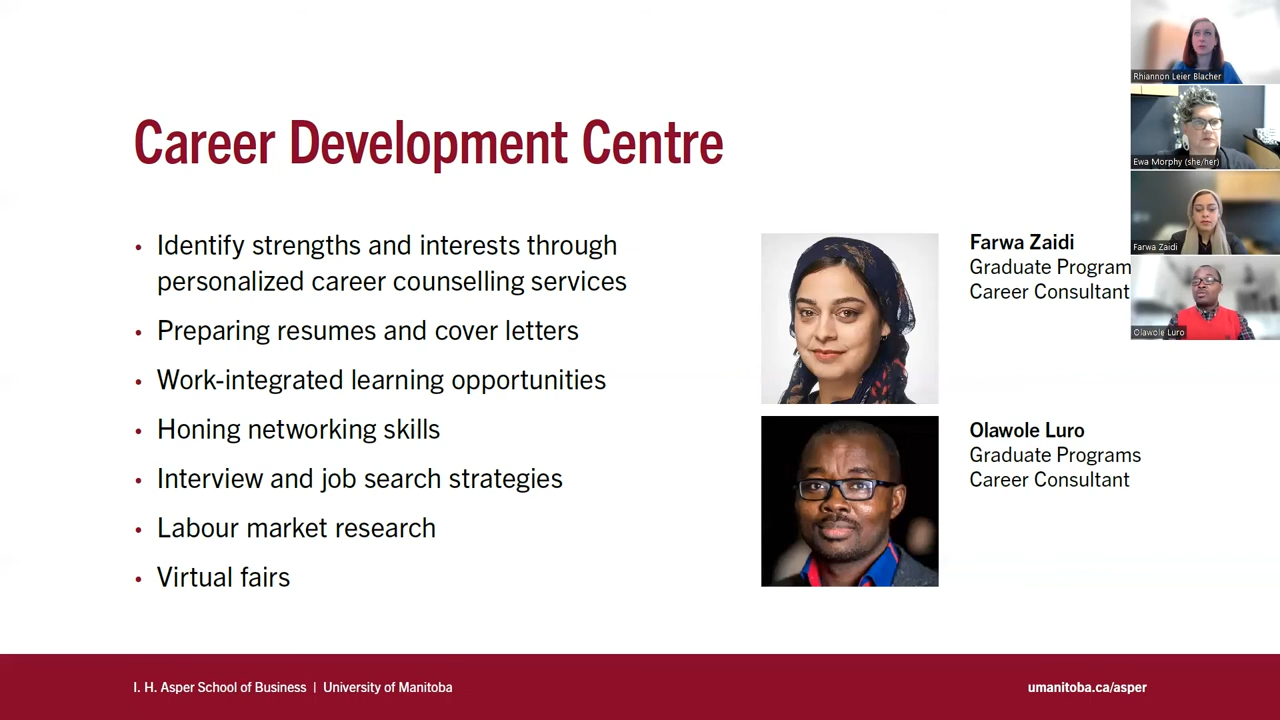 Career Development Centre
• Identify strengths and interests through
personalized career counselling services
• Preparing resumes and cover letters
• Work-integrated learning opportunities
• Honing networking skills
• Interview and job search strategies
• Labour market research
• Virtual fairs
Farwa Zaidi
Graduate Program
Career Consultant
Olawole Luro
Graduate Programs
Career Consultant
Rhiannon Leier Blacher
Ewa Morphy (she/her)
Farwa Zaidi
Olawole Luro
I. H. Asper School of Business | University of Manitoba
umanitoba.ca/asper